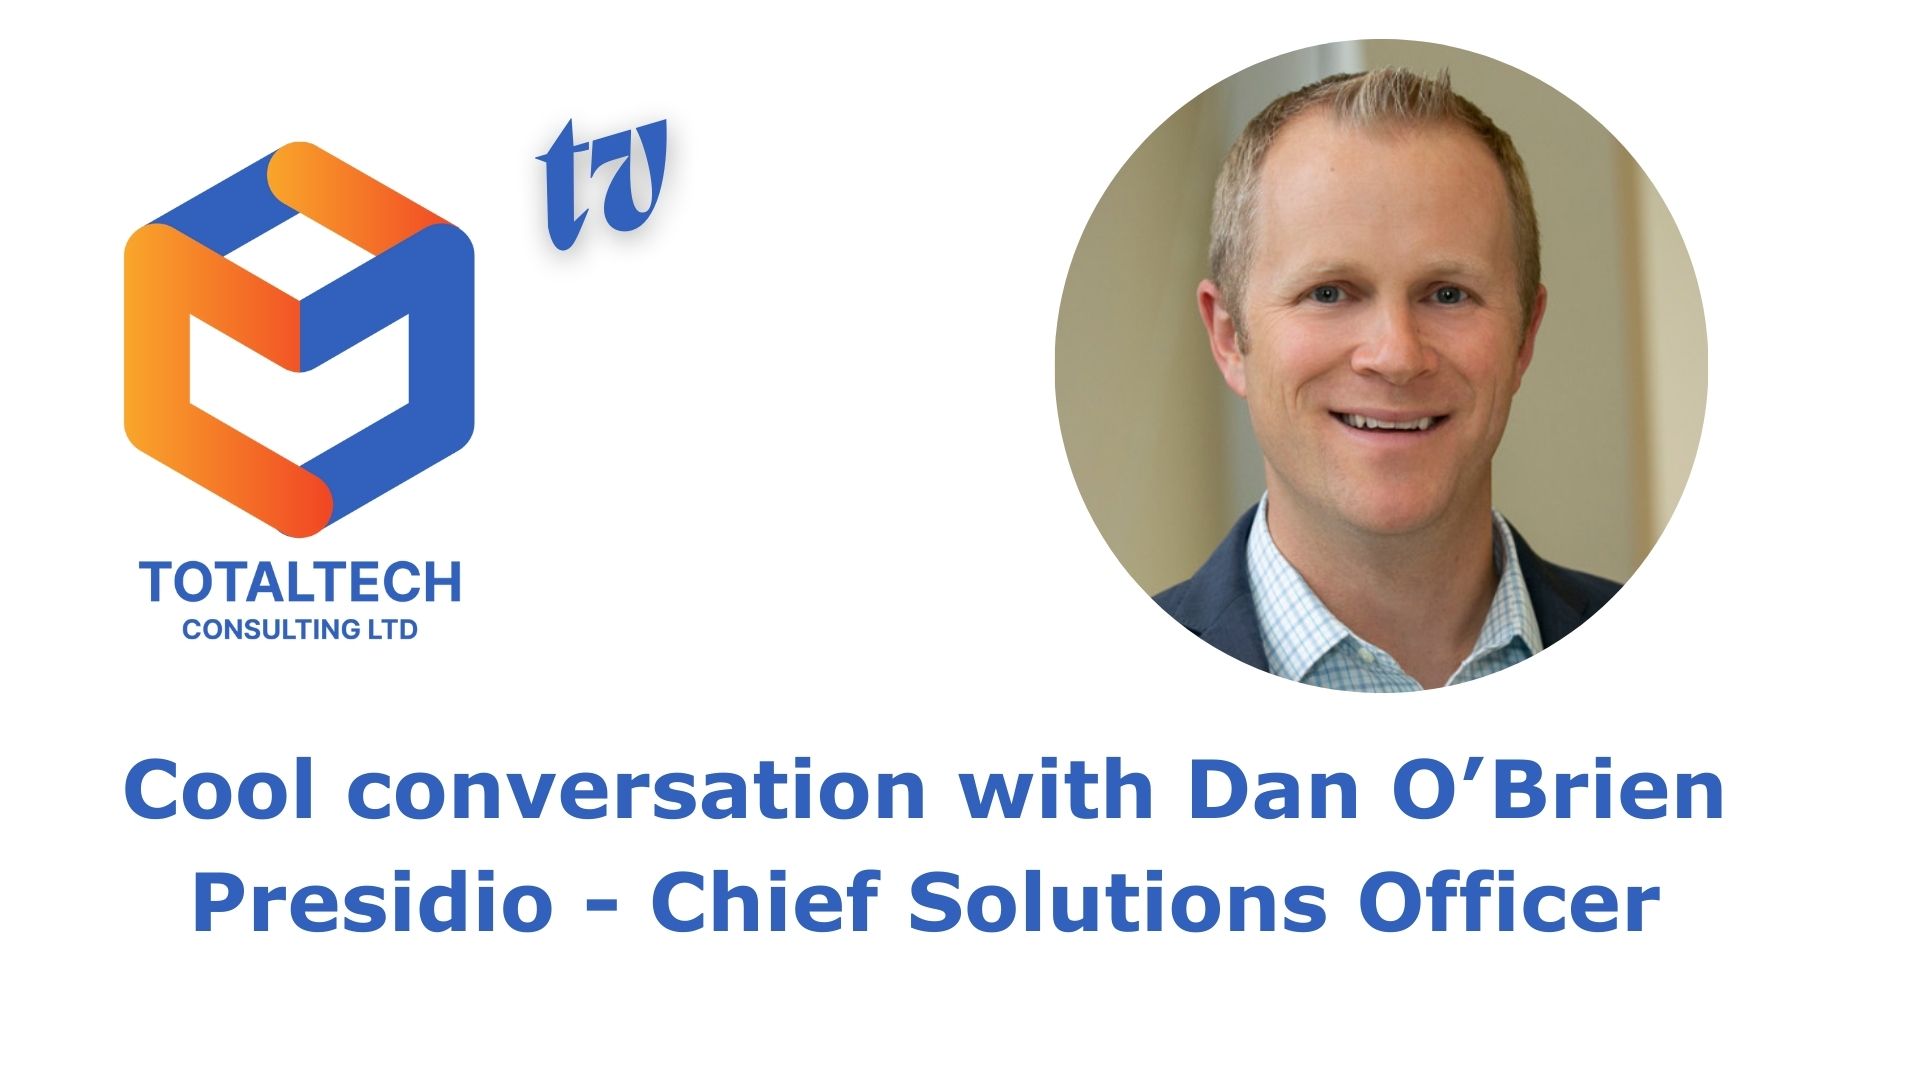 tv
TOTALTECH
CONSULTING LTD
Cool conversation with Dan O’Brien
Presidio - Chief Solutions Officer